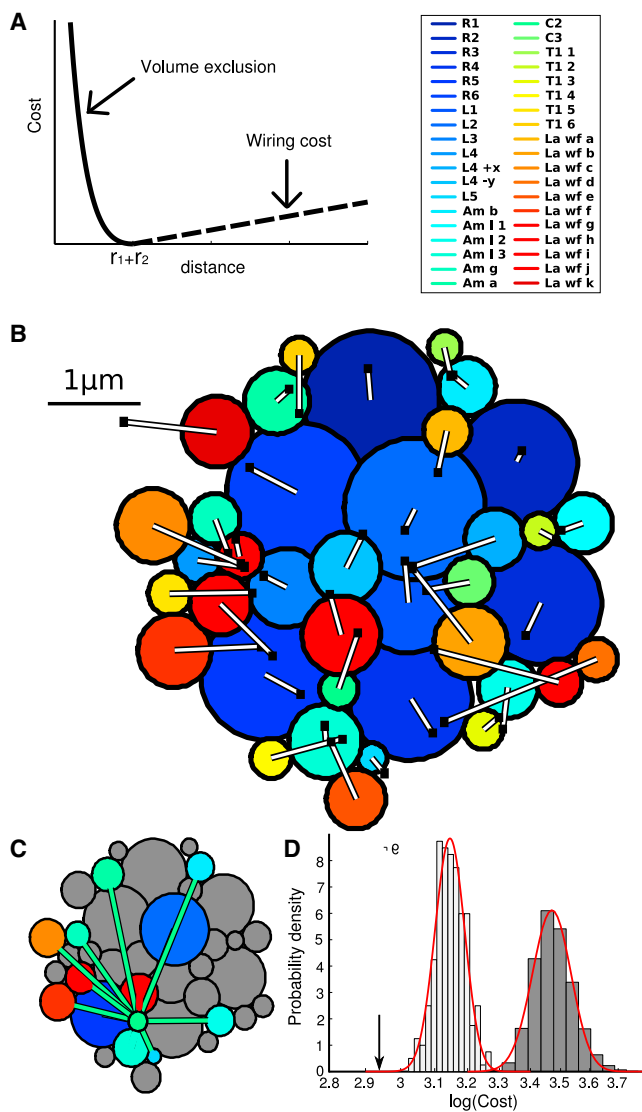 A
Cost
Volume exclusion
Wiring cost
r1+r2
distance
R1
R2
R3
R4
R5
R6
L1
L2
L3
L4
L4 +x
L4 -y
L5
Am b
Am l 1
Am l 2
Am l 3
Am g
Am a
C2
C3
T1 1
T1 2
T1 3
T1 4
T1 5
T1 6
La wf a
La wf b
La wf c
La wf d
La wf e
La wf f
La wf g
La wf h
La wf i
La wf j
La wf k
B
1μm
C
D
Probability density
8
7
6
5
4
3
2
1
0
2.8 2.9 3 3.1 3.2 3.3 3.4 3.5 3.6 3.7
log(Cost)